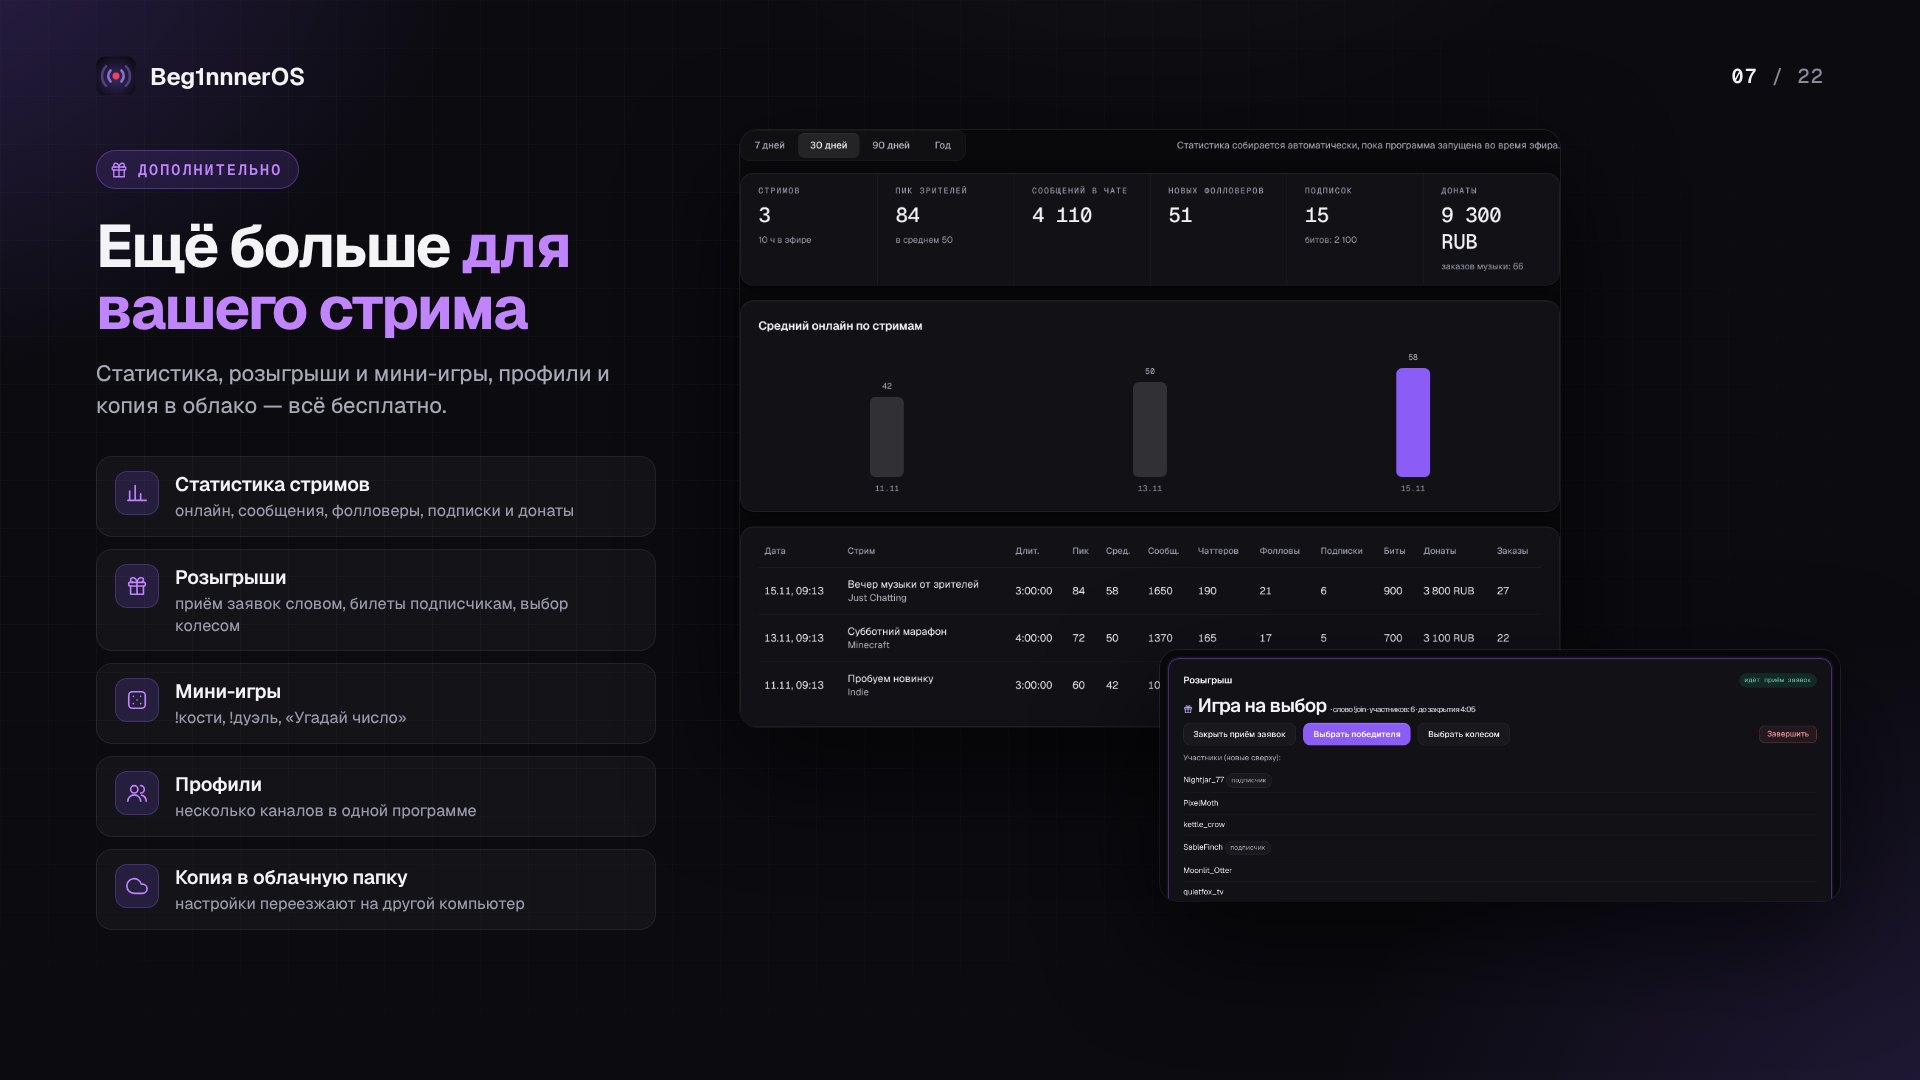 Beg1nnnerOS
07 / 22
ДОПОЛНИТЕЛЬНО
Ещё больше для
вашего стрима
Статистика, розыгрыши и мини-игры, профили и
копия в облако — всё бесплатно.
Статистика стримов
онлайн, сообщения, фолловеры, подписки и донаты
Розыгрыши
приём заявок словом, билеты подписчикам, выбор
колесом
Мини-игры
!кости, !дуэль, «Угадай число»
Профили
несколько каналов в одной программе
Копия в облачную папку
настройки переезжают на другой компьютер
7 дней 30 дней 90 дней Год
Статистика собирается автоматически, пока программа запущена во время эфира.
СТРИМОВ ПИК ЗРИТЕЛЕЙ СООБЩЕНИЙ В ЧАТЕ НОВЫХ ФОЛЛОВЕРОВ ПОДПИСОК ДОНАТЫ
3 84 4 110 51 15 9 300
RUB
10 ч в эфире в среднем 50 битов: 2 100
заказов музыки: 66
Средний онлайн по стримам
42 50 58
11.11 13.11 15.11
Дата Стрим Длит. Пик Сред. Сообщ. Чаттеров Фолловы Подписки Биты Донаты Заказы
15.11, 09:13 Вечер музыки от зрителей 3:00:00 84 58 1650 190 21 6 900 3 800 RUB 27
Just Chatting
13.11, 09:13 Субботний марафон 4:00:00 72 50 1370 165 17 5 700 3 100 RUB 22
Minecraft
11.11, 09:13 Пробуем новинку 3:00:00 60 42 10
Indie
Розыгрыш
идёт приём заявок
Игра на выбор · слово !join · участников: 6 · до закрытия 4:05
Закрыть приём заявок Выбрать победителя Выбрать колесом Завершить
Участники (новые сверху):
Nightjar_77 подписчик
PixelMoth
kettle_crow
SableFinch подписчик
Moonlit_Otter
quietfox_tv